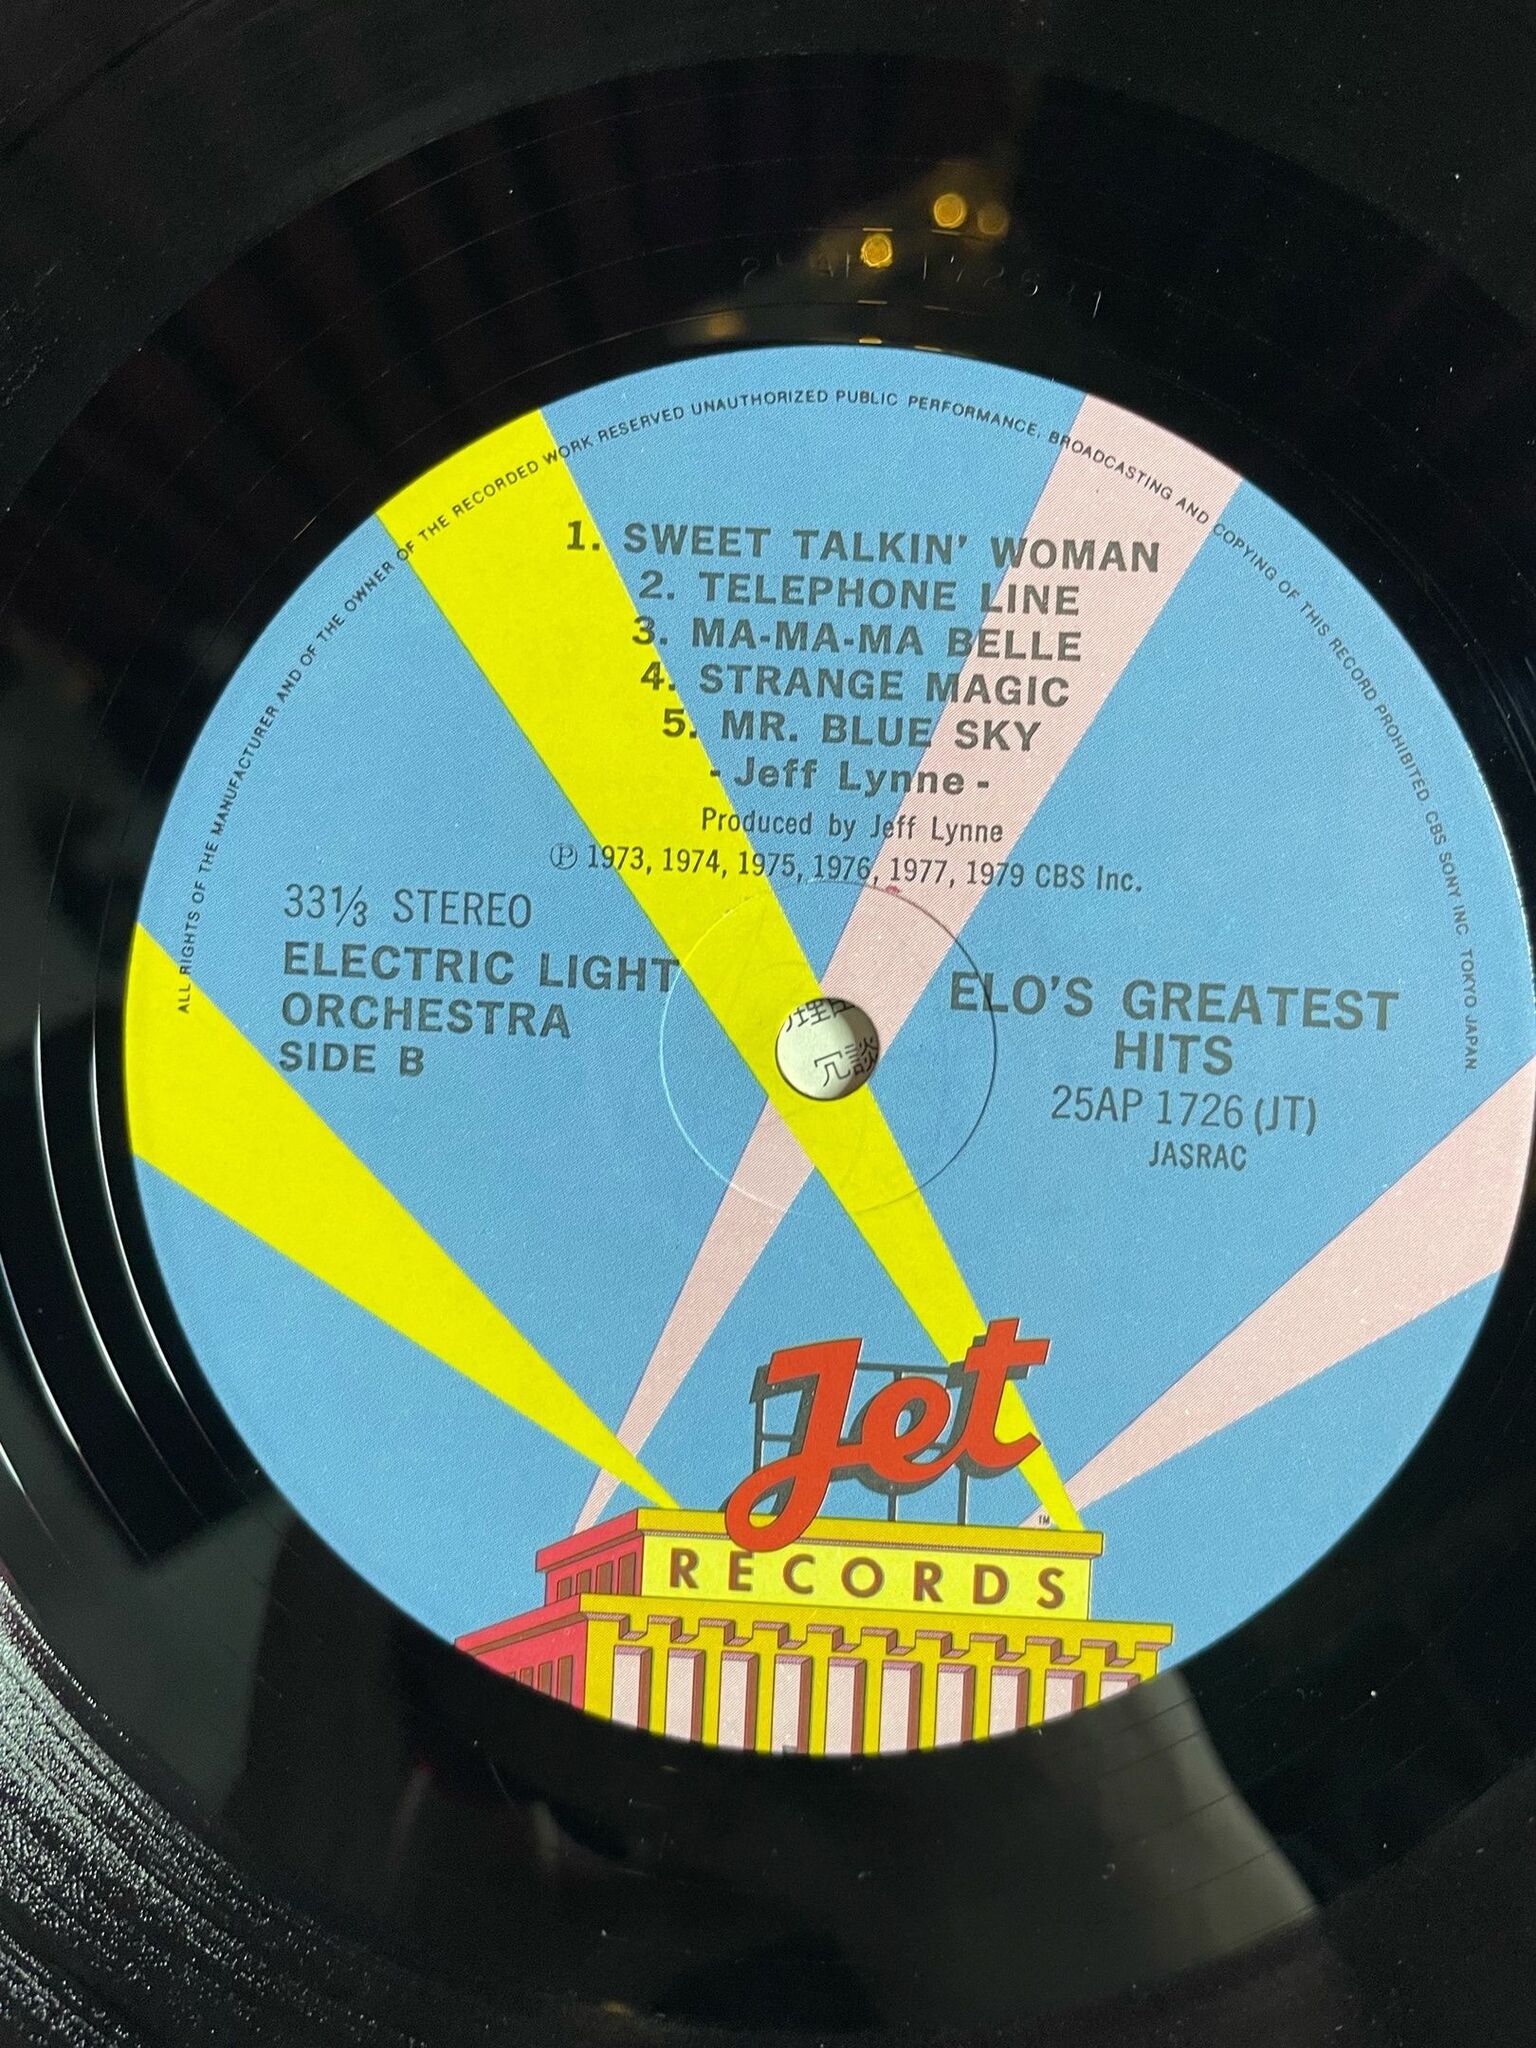 ALL RIGHTS OF THE MANUFACTURER AND OF THE OWNER OF THE RECORDED WORK RESERVED UNAUTHORIZED PUBLIC PERFORMANCE, BROADCASTING AND COPYING OF THIS RECORD PROHIBITED CBS SONY INC. TOKYO JAPAN
1. SWEET TALKIN' WOMAN
2. TELEPHONE LINE
3. MA-MA-MA BELLE
4. STRANGE MAGIC
5. MR. BLUE SKY
- Jeff Lynne -
Produced by Jeff Lynne
Ⓟ 1973, 1974, 1975, 1976, 1977, 1979 CBS Inc.
33⅓ STEREO
ELECTRIC LIGHT
ORCHESTRA
SIDE B
ELO'S GREATEST
HITS
25AP 1726 (JT)
JASRAC
冗談
Jet
TM
RECORDS